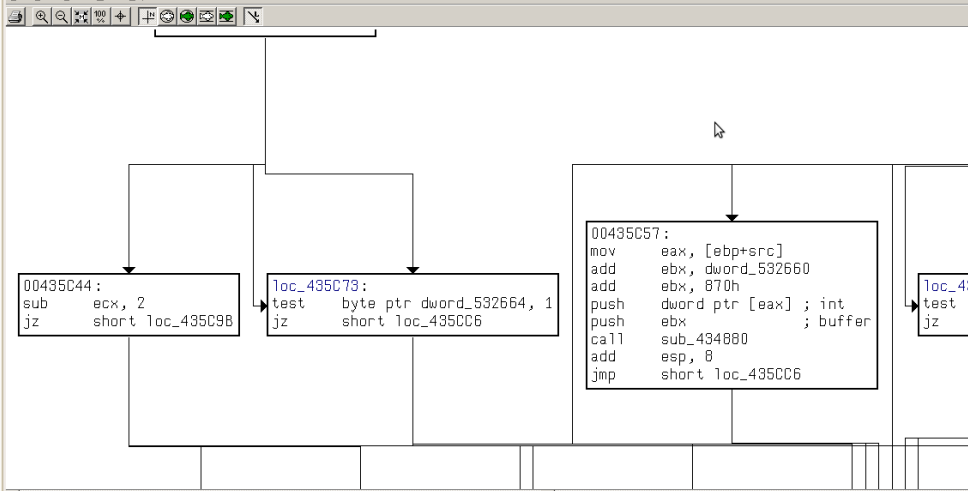 100
%
00435C44:
sub ecx, 2
jz short loc_435C9B
loc_435C73:
test byte ptr dword_532664, 1
jz short loc_435CC6
00435C57:
mov eax, [ebp+src]
add ebx, dword_532660
add ebx, 870h
push dword ptr [eax] ; int
push ebx ; buffer
call sub_434880
add esp, 8
jmp short loc_435CC6
loc_43
test
jz